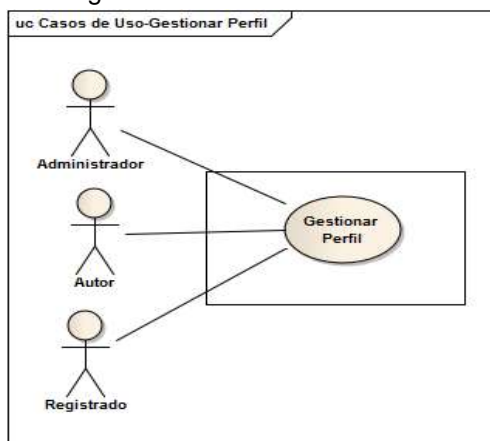 uc Casos de Uso-Gestionar Perfil
Administrador
Gestionar
Perfil
Autor
Registrado